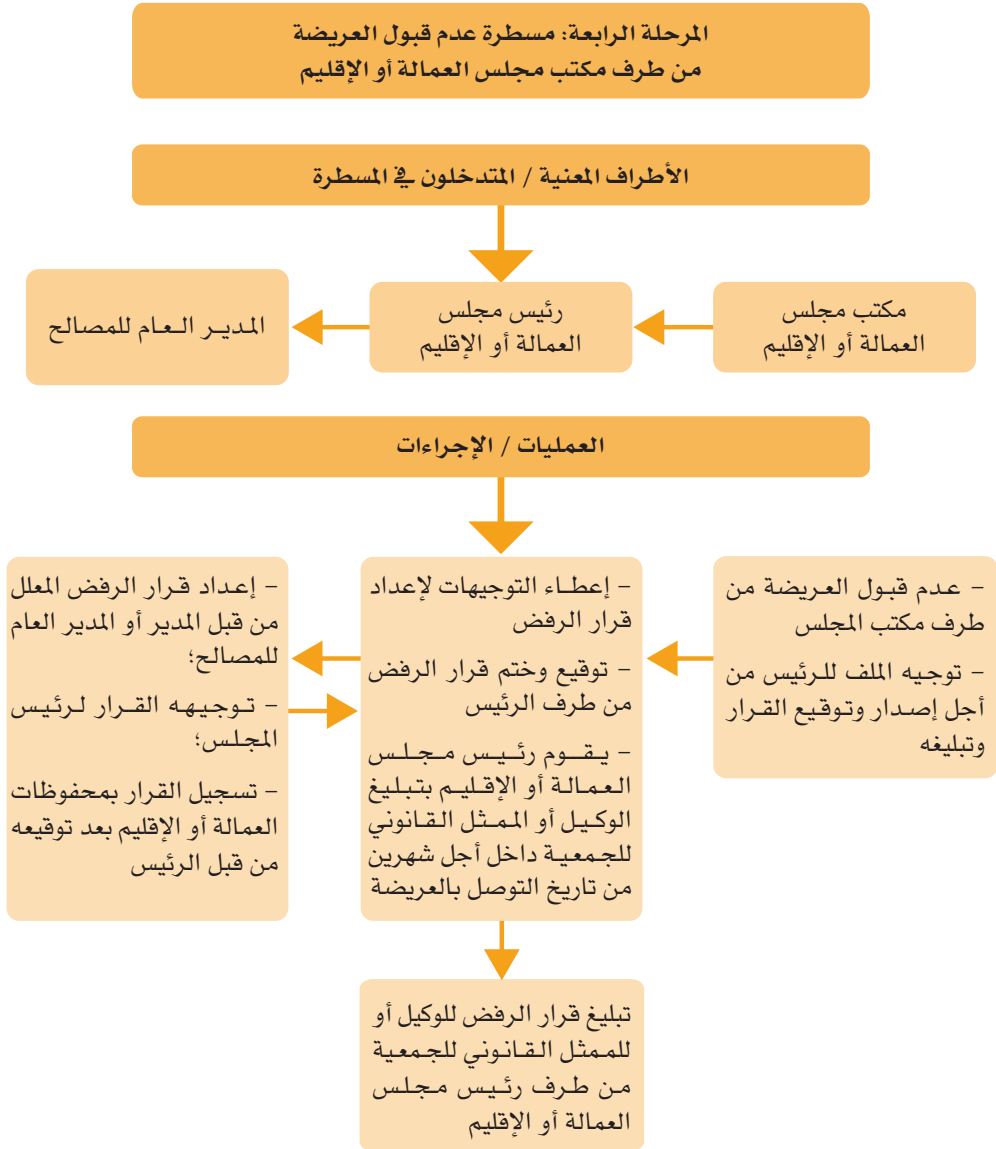 المرحلة الرابعة: مسطرة عدم قبول العريضة
من طرف مكتب مجلس العمالة أو الإقليم
الأطراف المعنية / المتدخلون في المسطرة
مكتب مجلس
العمالة أو الإقليم
رئيس مجلس
العمالة أو الإقليم
المدير العام للمصالح
العمليات / الإجراءات
– عدم قبول العريضة من
طرف مكتب المجلس
– توجيه الملف للرئيس من
أجل إصدار وتوقيع القرار
وتبليغه
– إعطاء التوجيهات لإعداد
قرار الرفض
– توقيع وختم قرار الرفض
من طرف الرئيس
– يقوم رئيس مجلس
العمالة أو الإقليم بتبليغ
الوكيل أو الممثل القانوني
للجمعية داخل أجل شهرين
من تاريخ التوصل بالعريضة
– إعداد قرار الرفض المعلل
من قبل المدير أو المدير العام
للمصالح؛
– توجيهه القرار لرئيس
المجلس؛
– تسجيل القرار بمحفوظات
العمالة أو الإقليم بعد توقيعه
من قبل الرئيس
تبليغ قرار الرفض للوكيل أو
للممثل القانوني للجمعية
من طرف رئيس مجلس
العمالة أو الإقليم